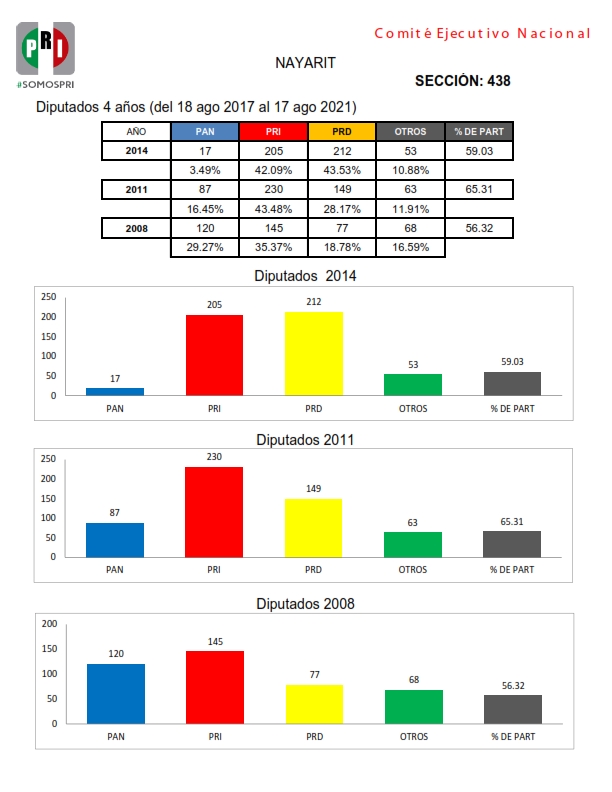 Comité Ejecutivo Nacional
PRI
#SOMOSPRI
NAYARIT
SECCIÓN: 438
Diputados 4 años (del 18 ago 2017 al 17 ago 2021)
AÑO PAN PRI PRD OTROS % DE PART
2014 17 205 212 53 59.03
3.49% 42.09% 43.53% 10.88%
2011 87 230 149 63 65.31
16.45% 43.48% 28.17% 11.91%
2008 120 145 77 68 56.32
29.27% 35.37% 18.78% 16.59%
Diputados 2014
250
200
150
100
50
0
17 205 212 53 59.03
PAN PRI PRD OTROS % DE PART
Diputados 2011
250
200
150
100
50
0
87 230 149 63 65.31
PAN PRI PRD OTROS % DE PART
Diputados 2008
200
150
100
50
0
120 145 77 68 56.32
PAN PRI PRD OTROS % DE PART